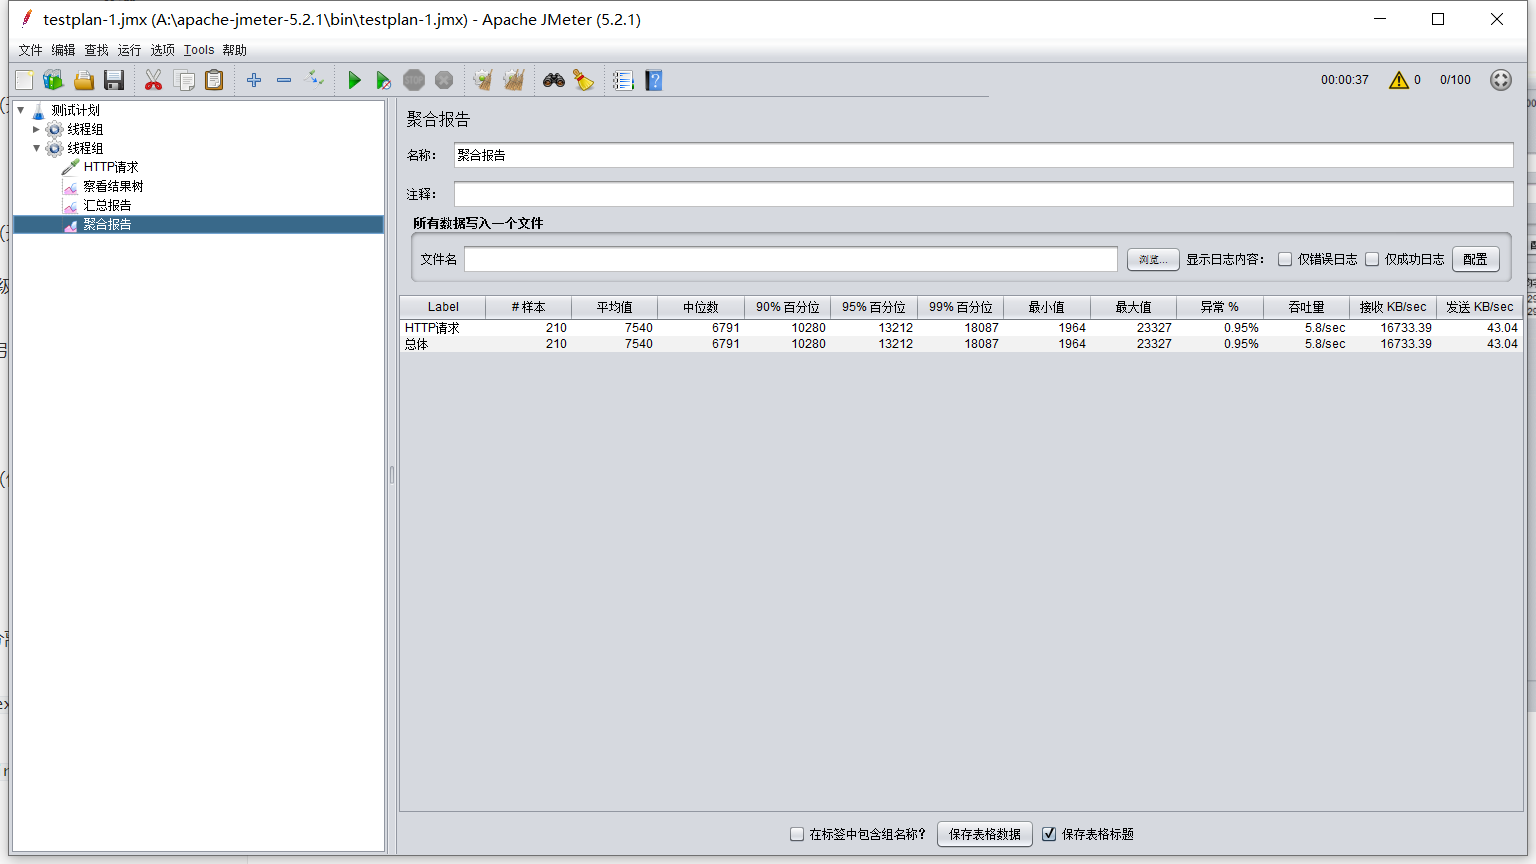 testplan-1.jmx (A:\apache-jmeter-5.2.1\bin\testplan-1.jmx) - Apache JMeter (5.2.1)
文件 编辑 查找 运行 选项 Tools 帮助
00:00:37 0 0/100
测试计划
线程组
线程组
HTTP请求
察看结果树
汇总报告
聚合报告
聚合报告
名称： 聚合报告
注释：
所有数据写入一个文件
文件名 浏览... 显示日志内容： 仅错误日志 仅成功日志 配置
Label # 样本 平均值 中位数 90% 百分位 95% 百分位 99% 百分位 最小值 最大值 异常 % 吞吐量 接收 KB/sec 发送 KB/sec
HTTP请求 210 7540 6791 10280 13212 18087 1964 23327 0.95% 5.8/sec 16733.39 43.04
总体 210 7540 6791 10280 13212 18087 1964 23327 0.95% 5.8/sec 16733.39 43.04
在标签中包含组名称？ 保存表格数据 保存表格标题